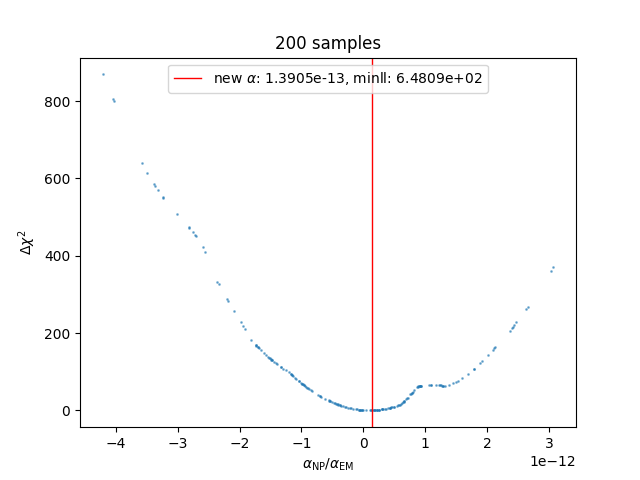 200 samples
new α: 1.3905e-13, minll: 6.4809e+02
Δχ²
800
600
400
200
0
−4 −3 −2 −1 0 1 2 3
1e−12
α_NP/α_EM